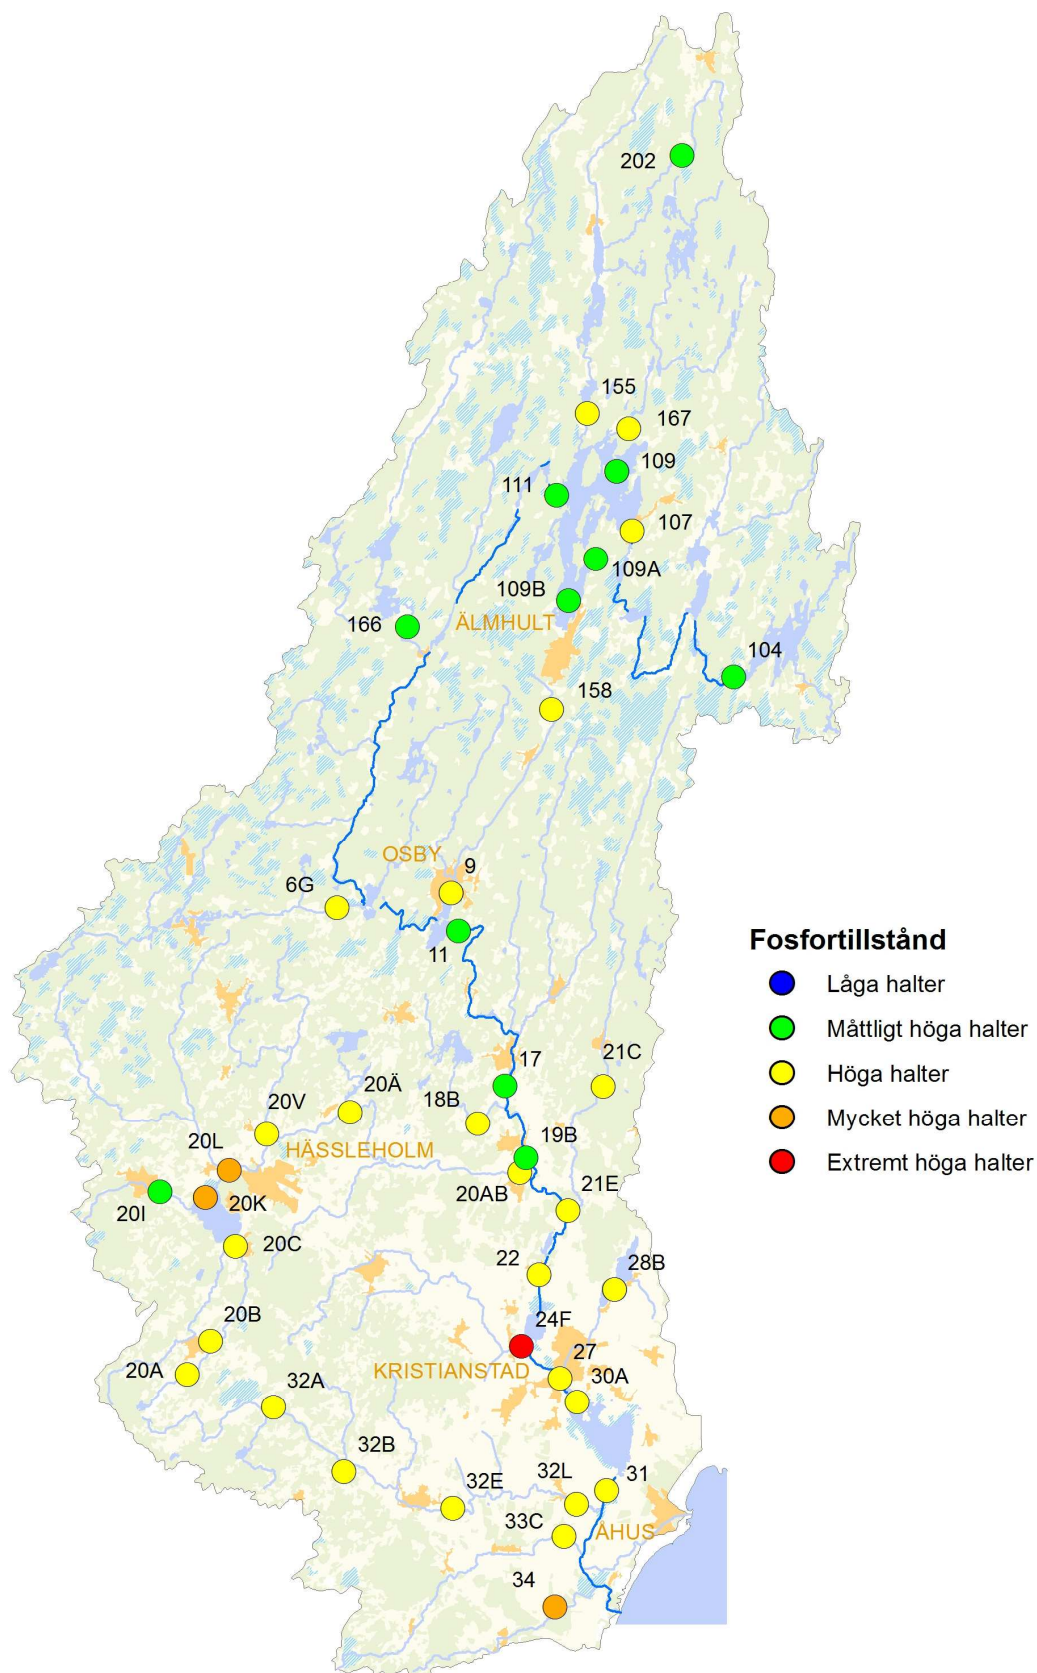 202
155
167
109
111
107
109A
109B
ÄLMHULT
166
104
158
OSBY
9
6G
11
Fosfortillstånd
Låga halter
Måttligt höga halter
Höga halter
Mycket höga halter
Extremt höga halter
17
21C
20Ä
18B
20V
HÄSSLEHOLM
19B
20L
20AB
21E
20I
20K
20C
22
28B
24F
20B
27
KRISTIANSTAD
20A
30A
32A
32B
32E
32L
31
33C
ÅHUS
34